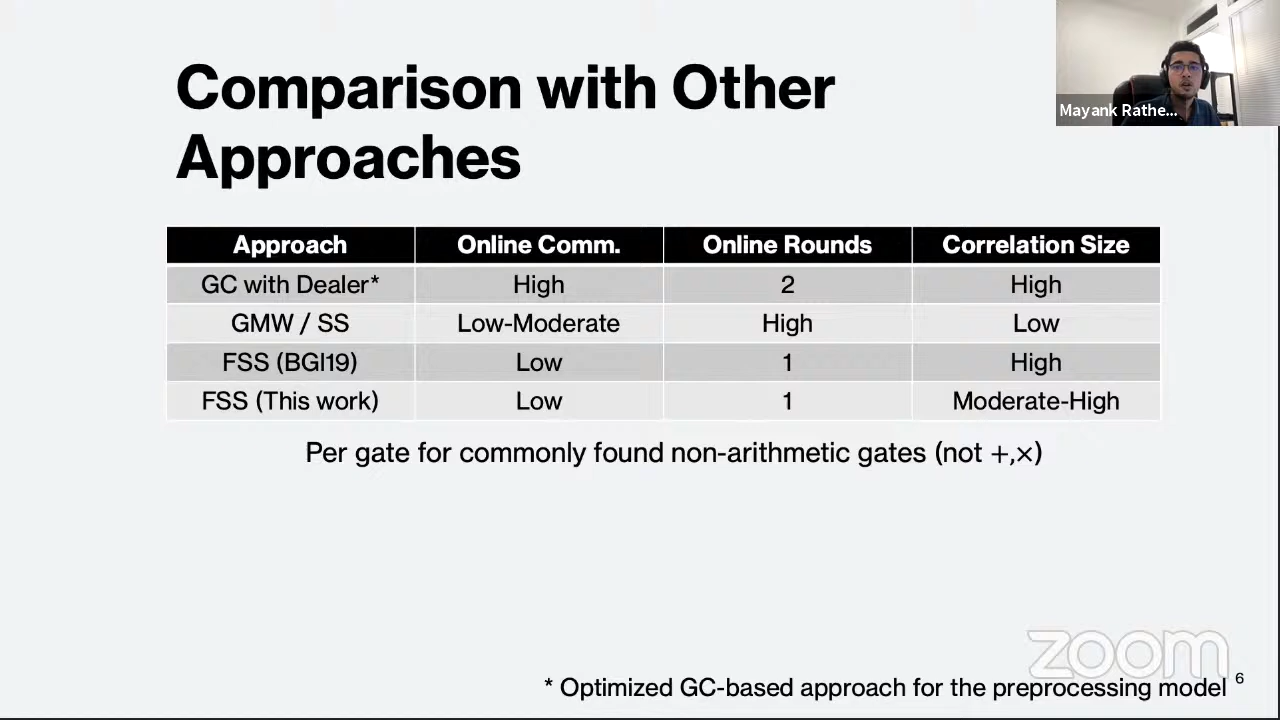 Comparison with Other
Approaches
Mayank Rathe...
Approach Online Comm. Online Rounds Correlation Size
GC with Dealer* High 2 High
GMW / SS Low-Moderate High Low
FSS (BGI19) Low 1 High
FSS (This work) Low 1 Moderate-High
Per gate for commonly found non-arithmetic gates (not +,×)
zoom
* Optimized GC-based approach for the preprocessing model 6